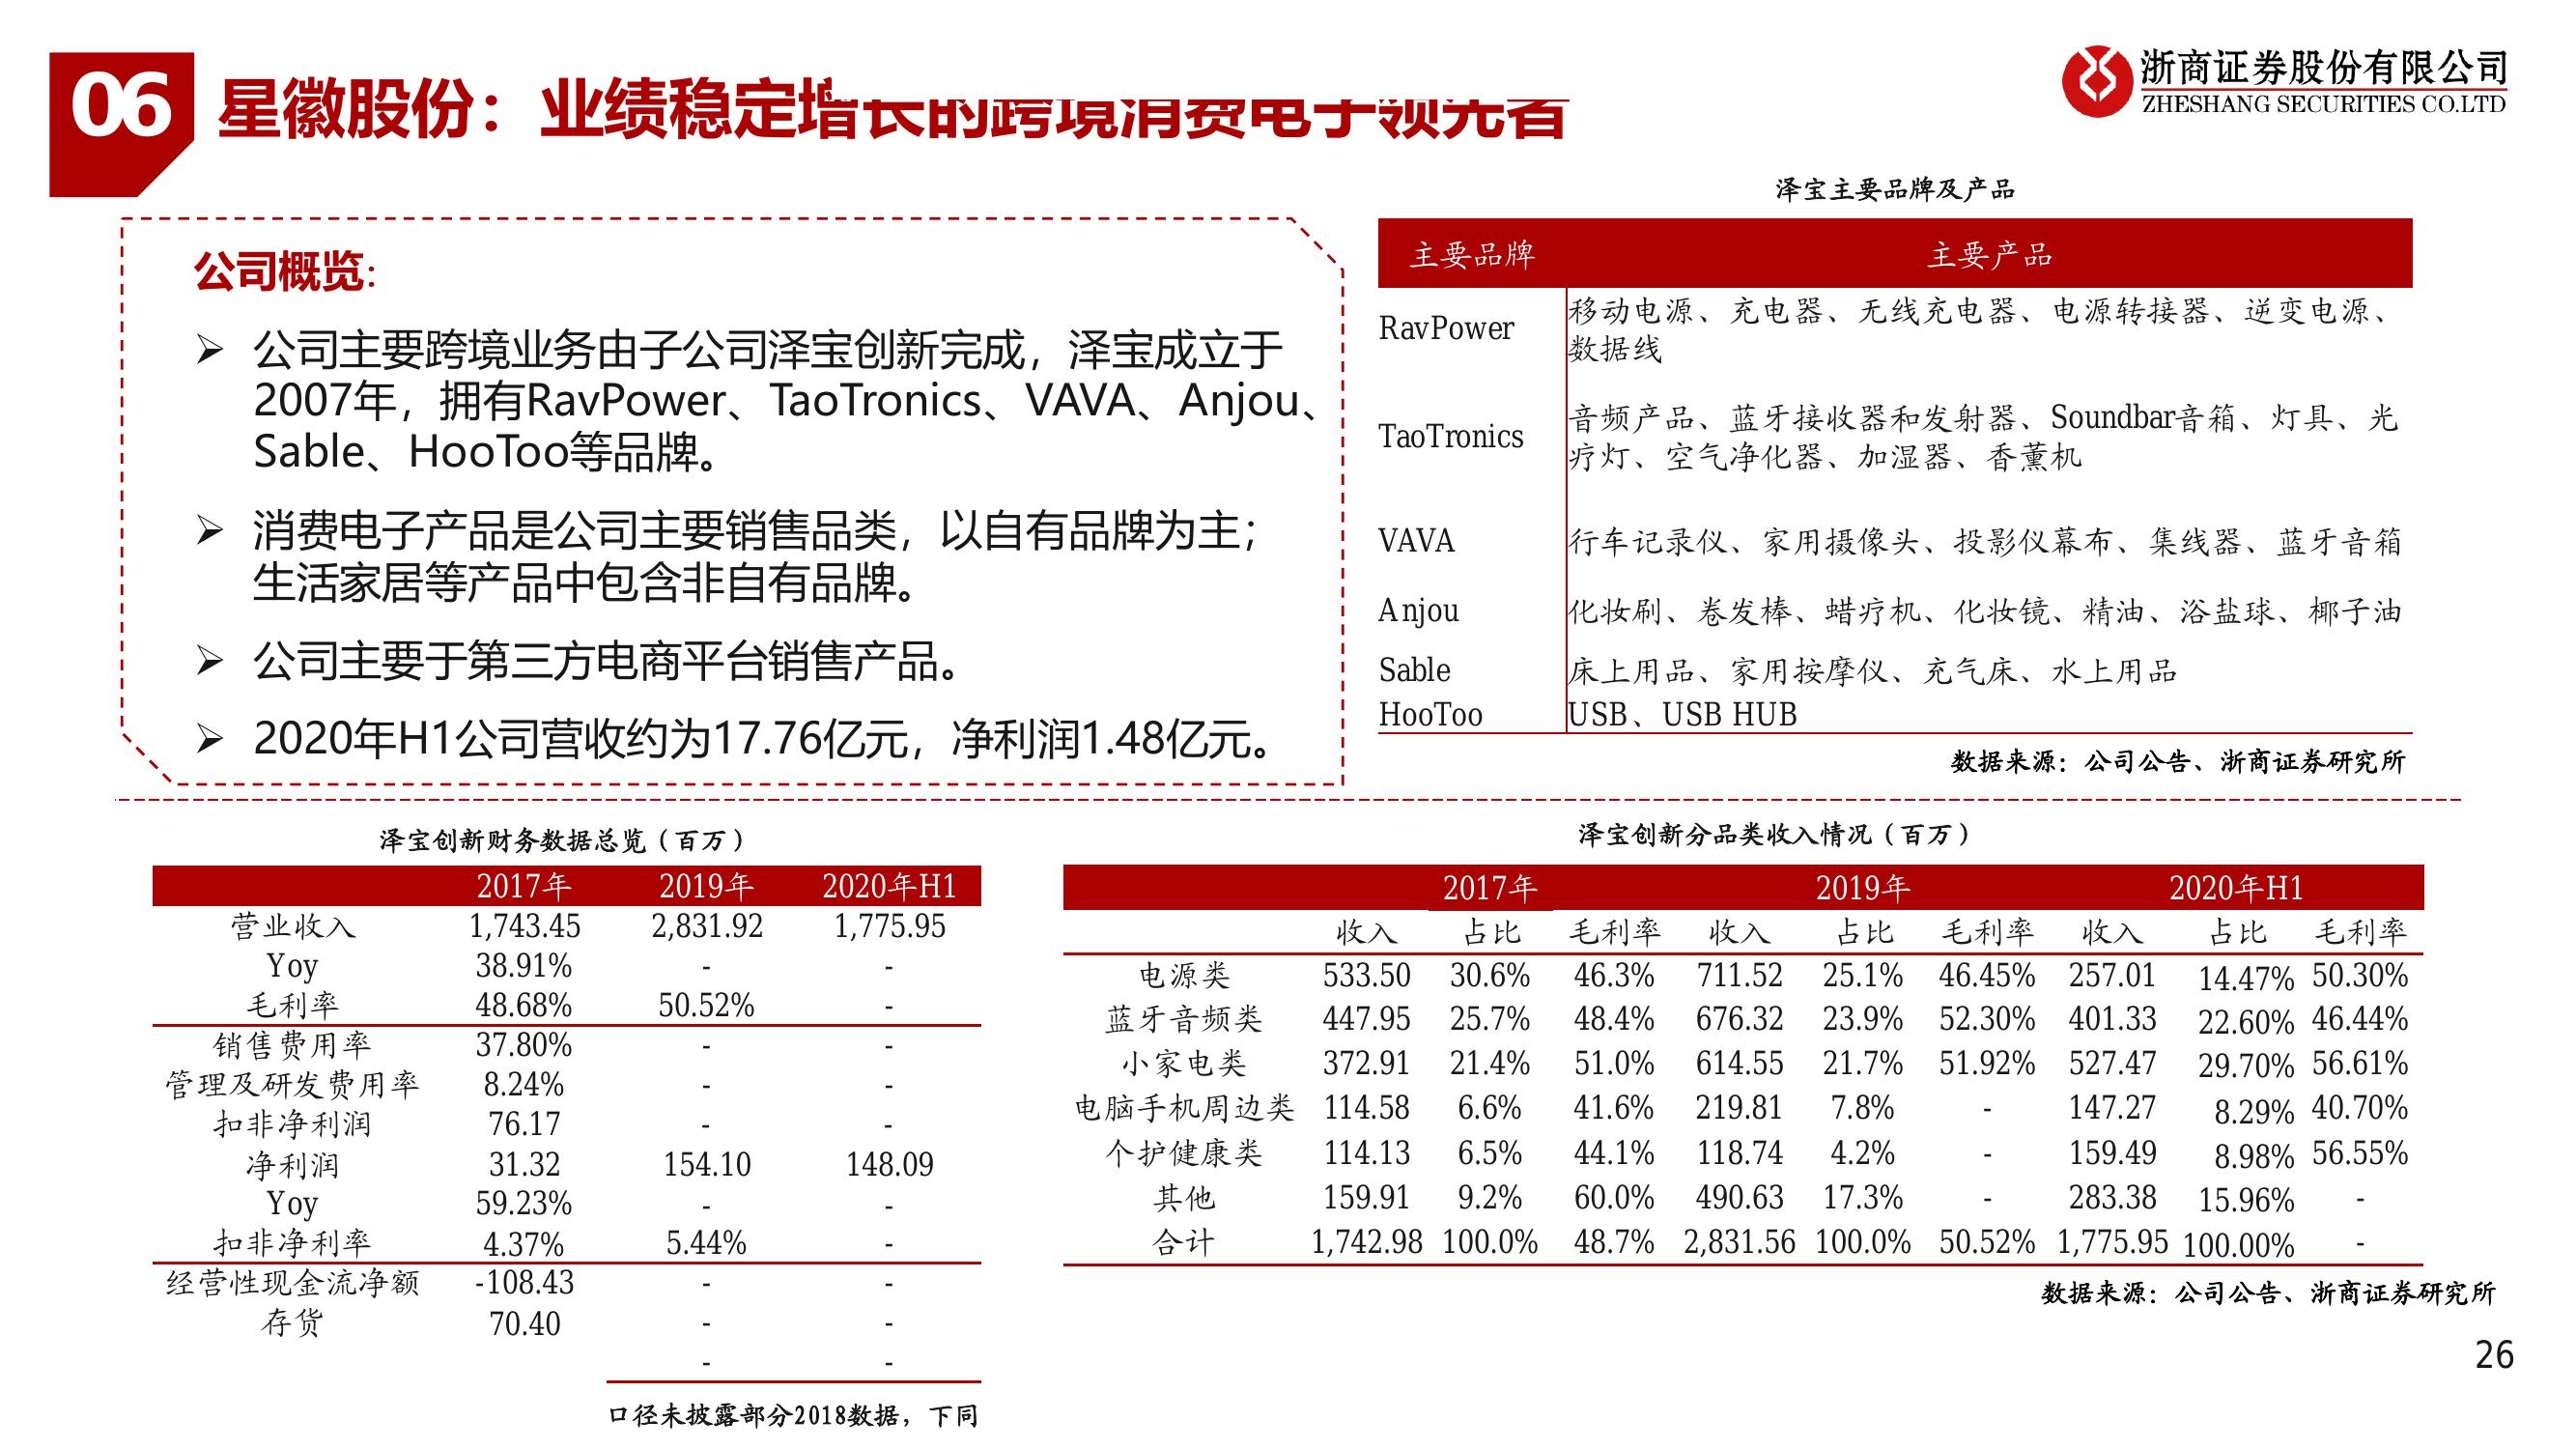 06
星徽股份：业绩稳定增长的跨境消费电子领先者
浙商证券股份有限公司
ZHESHANG SECURITIES CO.LTD
公司概览:
➢ 公司主要跨境业务由子公司泽宝创新完成，泽宝成立于
2007年，拥有RavPower、TaoTronics、VAVA、Anjou、
Sable、HooToo等品牌。
➢ 消费电子产品是公司主要销售品类，以自有品牌为主；
生活家居等产品中包含非自有品牌。
➢ 公司主要于第三方电商平台销售产品。
➢ 2020年H1公司营收约为17.76亿元，净利润1.48亿元。
泽宝主要品牌及产品
主要品牌 主要产品
RavPower 移动电源、充电器、无线充电器、电源转接器、逆变电源、
数据线
TaoTronics 音频产品、蓝牙接收器和发射器、Soundbar音箱、灯具、光
疗灯、空气净化器、加湿器、香薰机
VAVA 行车记录仪、家用摄像头、投影仪幕布、集线器、蓝牙音箱
Anjou 化妆刷、卷发棒、蜡疗机、化妆镜、精油、浴盐球、椰子油
Sable 床上用品、家用按摩仪、充气床、水上用品
HooToo USB、USB HUB
数据来源：公司公告、浙商证券研究所
泽宝创新财务数据总览（百万）
2017年 2019年 2020年H1
营业收入 1,743.45 2,831.92 1,775.95
Yoy 38.91% - -
毛利率 48.68% 50.52% -
销售费用率 37.80% - -
管理及研发费用率 8.24% - -
扣非净利润 76.17 - -
净利润 31.32 154.10 148.09
Yoy 59.23% - -
扣非净利率 4.37% 5.44% -
经营性现金流净额 -108.43 - -
存货 70.40 - -
- -
口径未披露部分2018数据，下同
泽宝创新分品类收入情况（百万）
2017年 2019年 2020年H1
收入 占比 毛利率 收入 占比 毛利率 收入 占比 毛利率
电源类 533.50 30.6% 46.3% 711.52 25.1% 46.45% 257.01 14.47% 50.30%
蓝牙音频类 447.95 25.7% 48.4% 676.32 23.9% 52.30% 401.33 22.60% 46.44%
小家电类 372.91 21.4% 51.0% 614.55 21.7% 51.92% 527.47 29.70% 56.61%
电脑手机周边类 114.58 6.6% 41.6% 219.81 7.8% - 147.27 8.29% 40.70%
个护健康类 114.13 6.5% 44.1% 118.74 4.2% - 159.49 8.98% 56.55%
其他 159.91 9.2% 60.0% 490.63 17.3% - 283.38 15.96% -
合计 1,742.98 100.0% 48.7% 2,831.56 100.0% 50.52% 1,775.95 100.00% -
数据来源：公司公告、浙商证券研究所
26